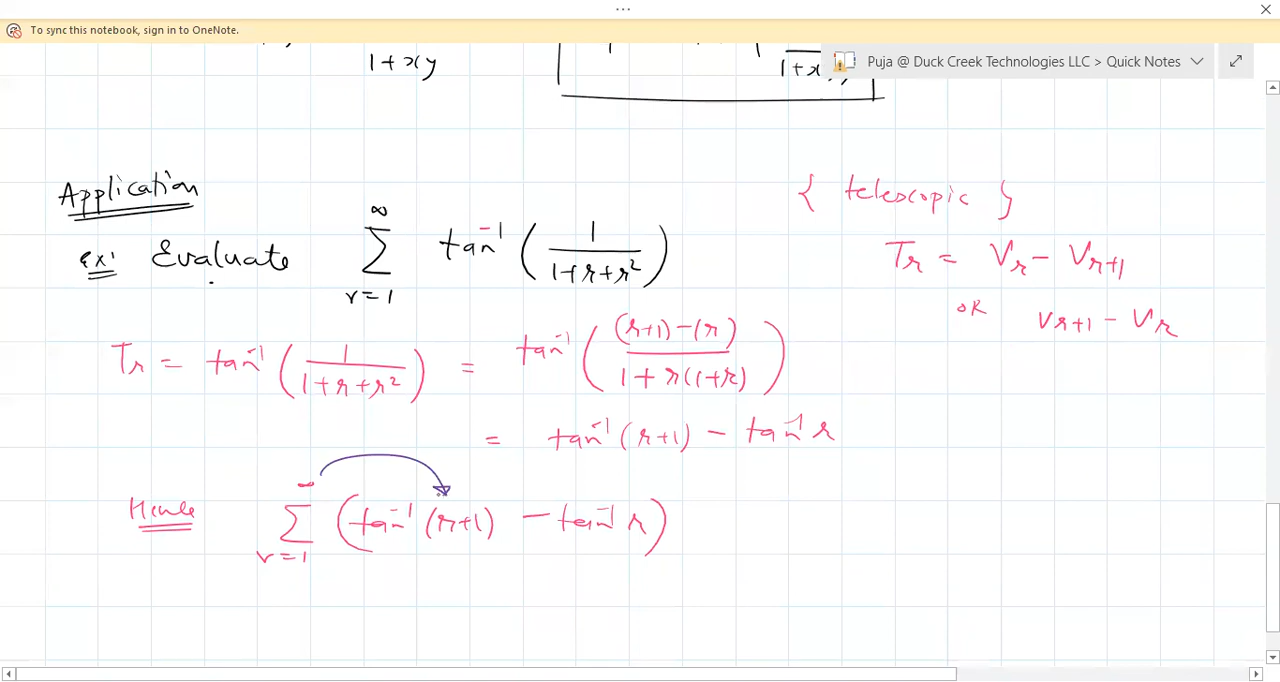 To sync this notebook, sign in to OneNote.
Puja @ Duck Creek Technologies LLC > Quick Notes
1 + xy
Application
{ telescopic }
Ex: Evaluate ∞ Σ r=1 tan⁻¹ ( 1 / 1+r+r² )
Tr = Vr − Vr+1
OR Vr+1 − Vr
Tr = tan⁻¹ ( 1 / 1+r+r² ) = tan⁻¹ ( (r+1) − (r) / 1 + r(1+r) )
= tan⁻¹ (r+1) − tan⁻¹ r
Hence ∞ Σ r=1 ( tan⁻¹ (r+1) − tan⁻¹ r )